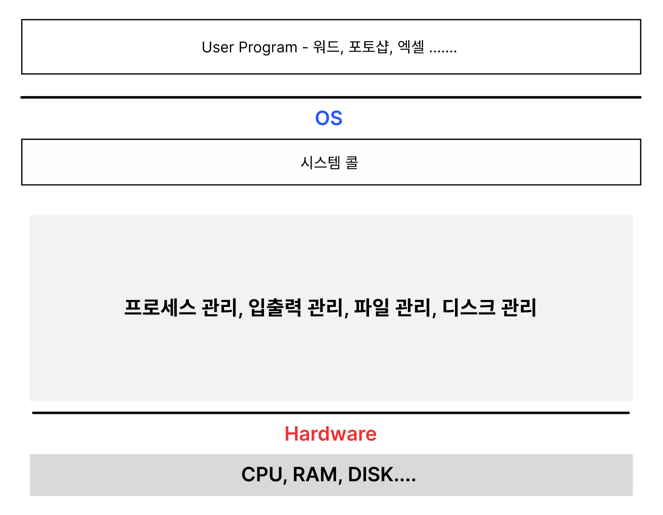 User Program - 워드, 포토샵, 엑셀 .......
OS
시스템 콜
프로세스 관리, 입출력 관리, 파일 관리, 디스크 관리
Hardware
CPU, RAM, DISK....